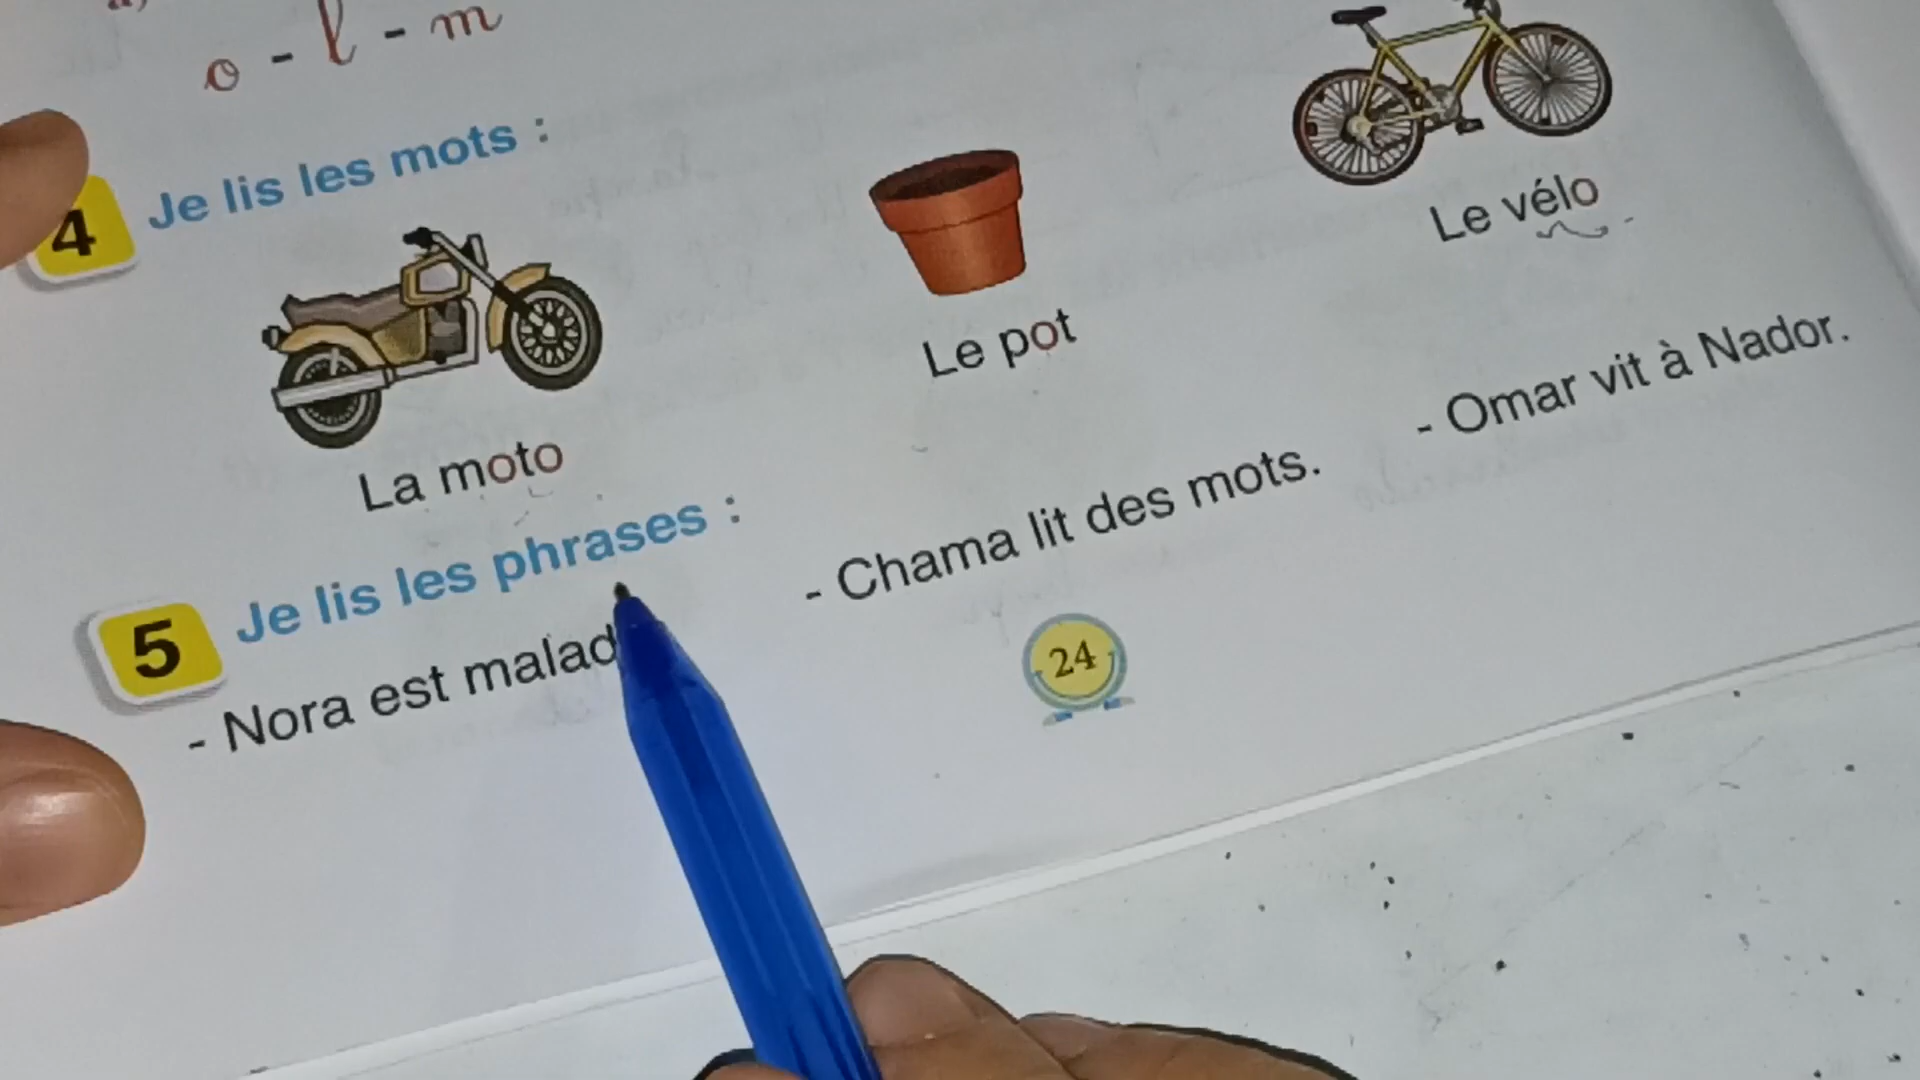 o - l - m
4 Je lis les mots :
La moto
Le pot
Le vélo
5 Je lis les phrases :
- Nora est malad
- Chama lit des mots.
- Omar vit à Nador.
24